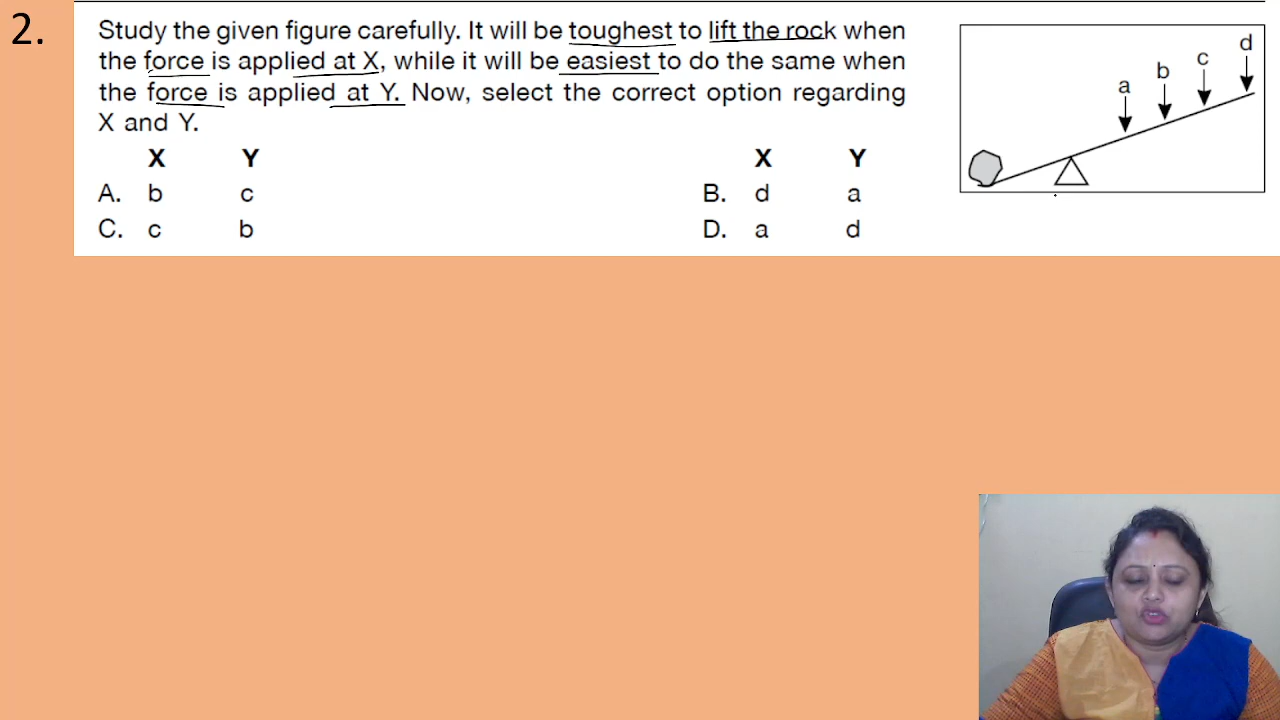 2.
Study the given figure carefully. It will be toughest to lift the rock when
the force is applied at X, while it will be easiest to do the same when
the force is applied at Y. Now, select the correct option regarding
X and Y.
X Y X Y
A. b c B. d a
C. c b D. a d
a b c d